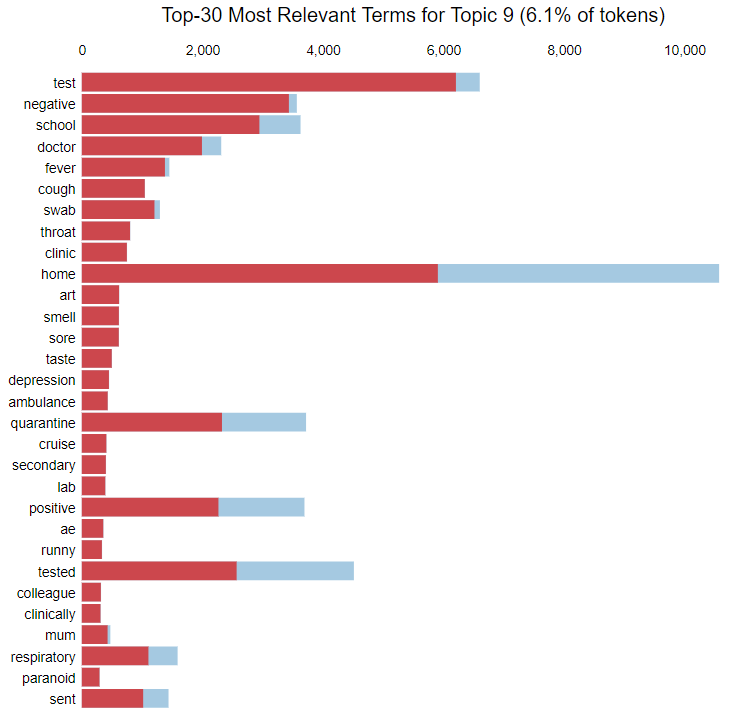 Top-30 Most Relevant Terms for Topic 9 (6.1% of tokens)
0 2,000 4,000 6,000 8,000 10,000
test
negative
school
doctor
fever
cough
swab
throat
clinic
home
art
smell
sore
taste
depression
ambulance
quarantine
cruise
secondary
lab
positive
ae
runny
tested
colleague
clinically
mum
respiratory
paranoid
sent